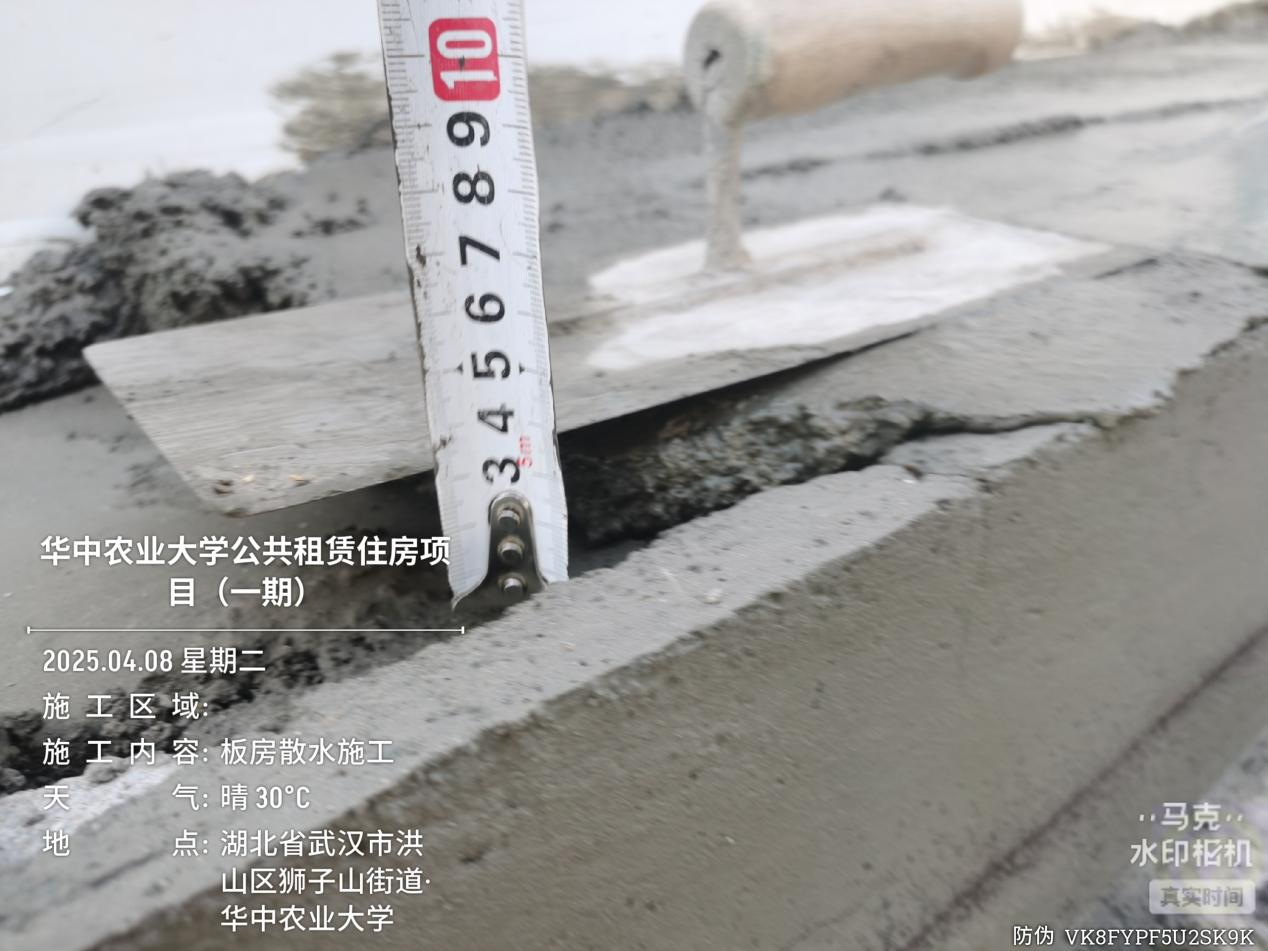 10
9
8
7
6
5
4
3
5m
华中农业大学公共租赁住房项
目（一期）
2025.04.08 星期二
施工区域:
施工内容: 板房散水施工
天气: 晴 30°C
地点: 湖北省武汉市洪
山区狮子山街道·
华中农业大学
马克
水印相机
真实时间
防伪 VK8FYPF5U2SK9K